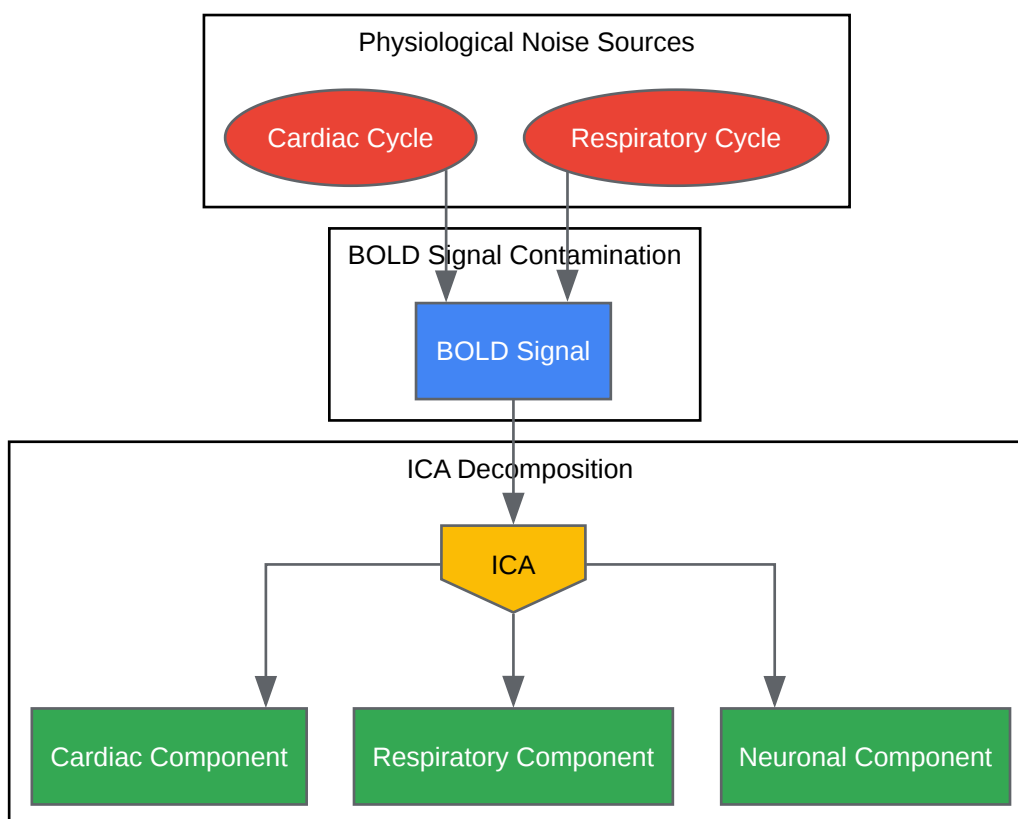 Physiological Noise Sources
Cardiac Cycle
Respiratory Cycle
BOLD Signal Contamination
BOLD Signal
ICA Decomposition
ICA
Cardiac Component
Respiratory Component
Neuronal Component